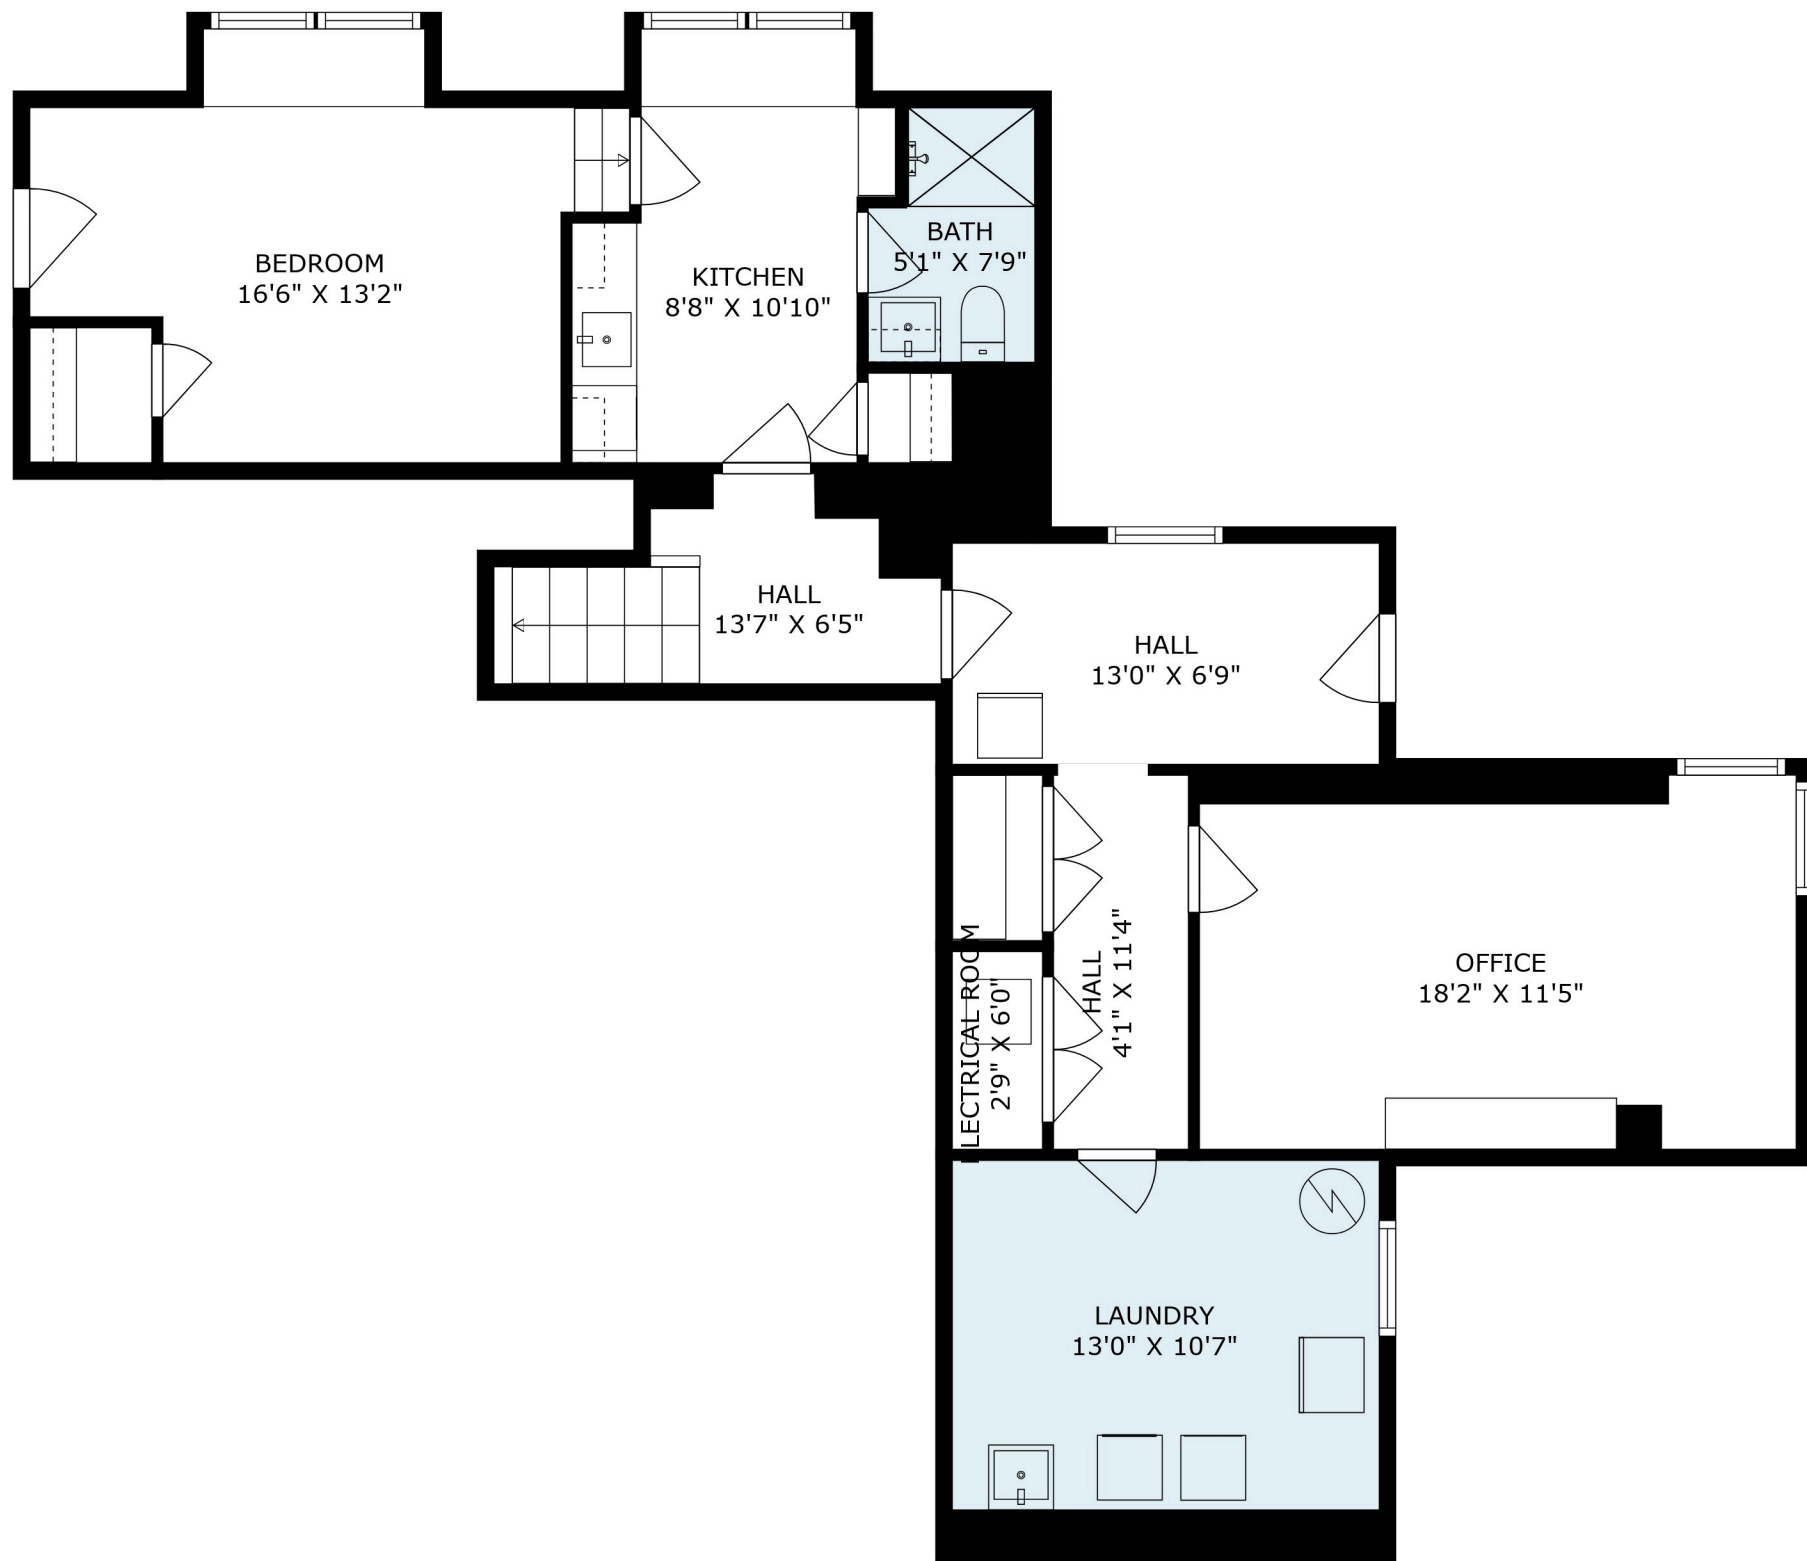 BEDROOM
16'6" X 13'2"
KITCHEN
8'8" X 10'10"
BATH
5'1" X 7'9"
HALL
13'7" X 6'5"
HALL
13'0" X 6'9"
ELECTRICAL ROOM
2'9" X 6'0"
HALL
4'1" X 11'4"
OFFICE
18'2" X 11'5"
LAUNDRY
13'0" X 10'7"